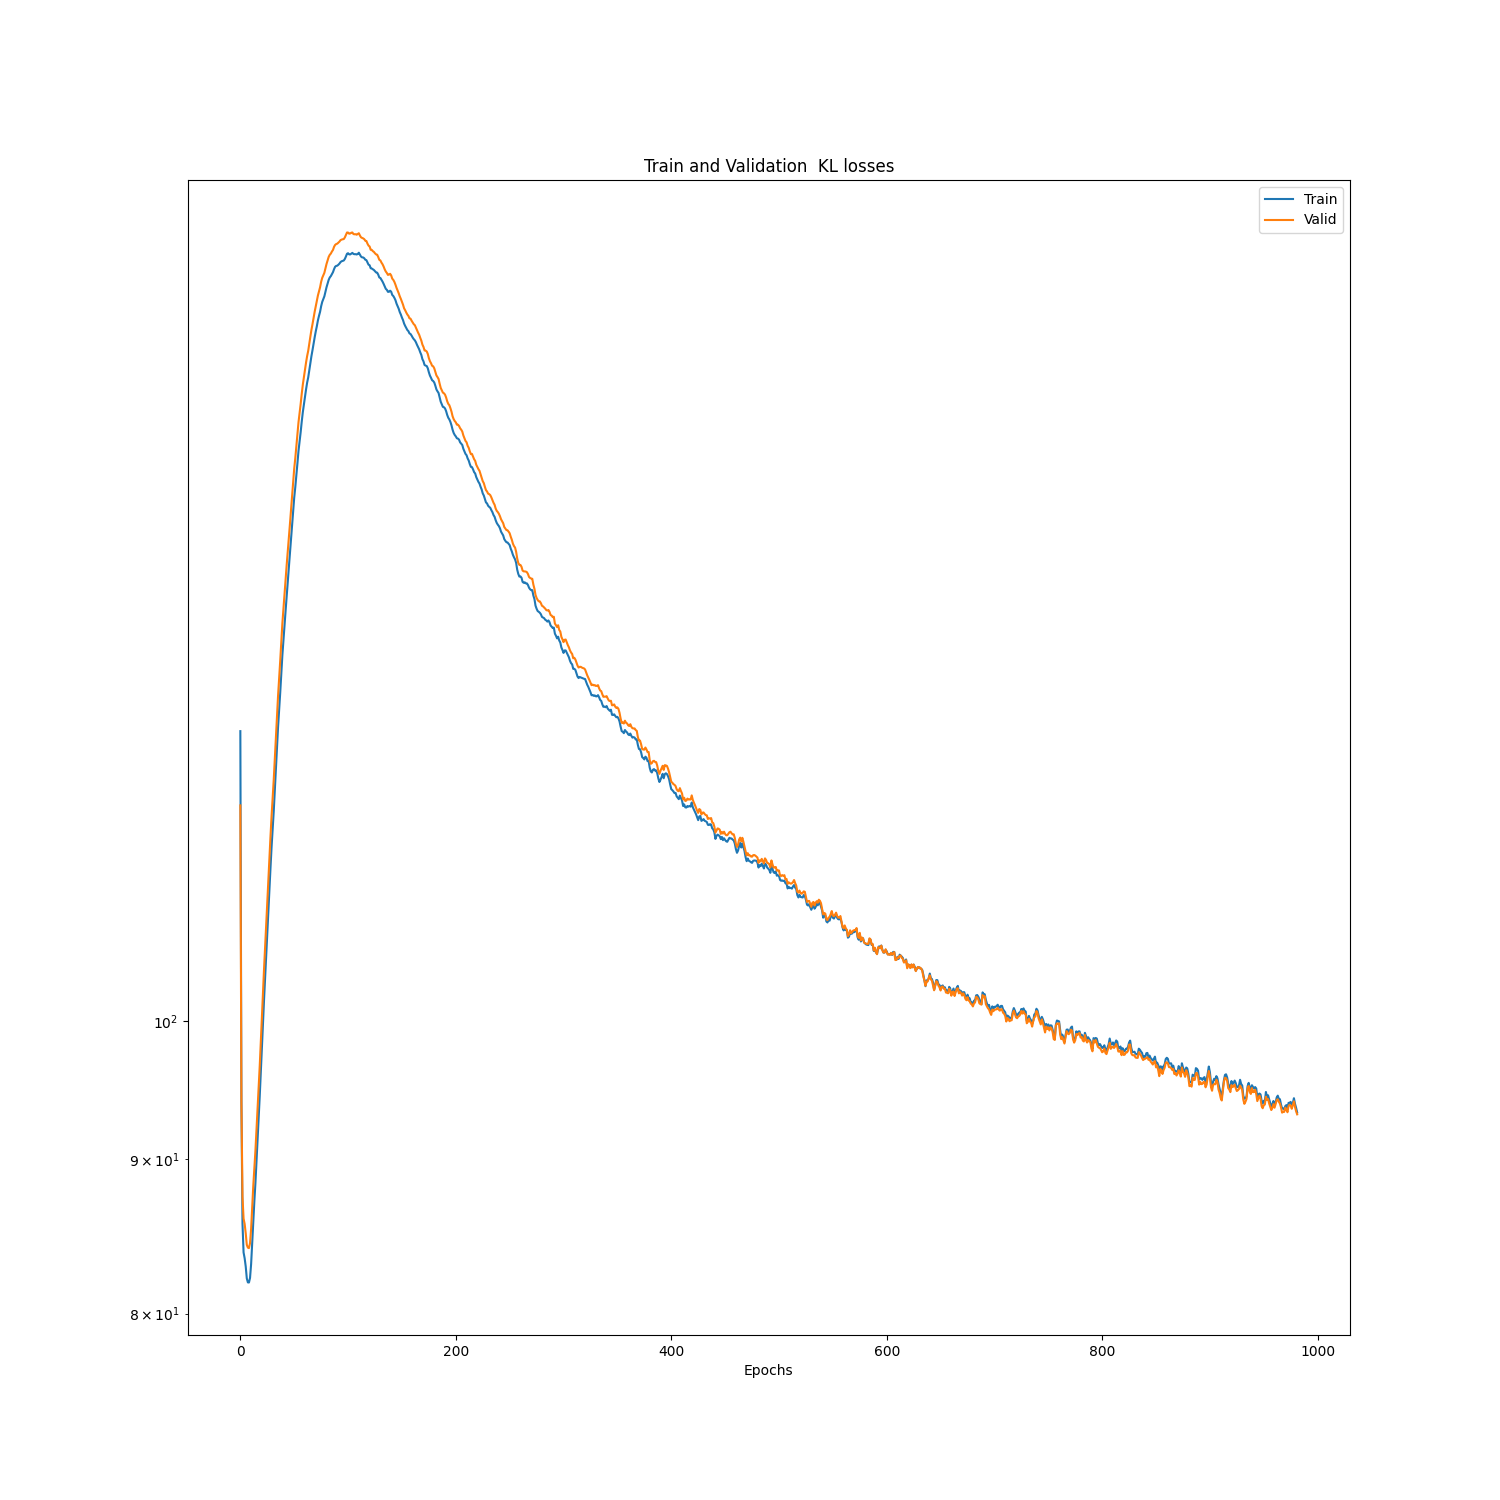 Train and Validation  KL losses
Train
Valid
10²
9 × 10¹
8 × 10¹
0 200 400 600 800 1000
Epochs